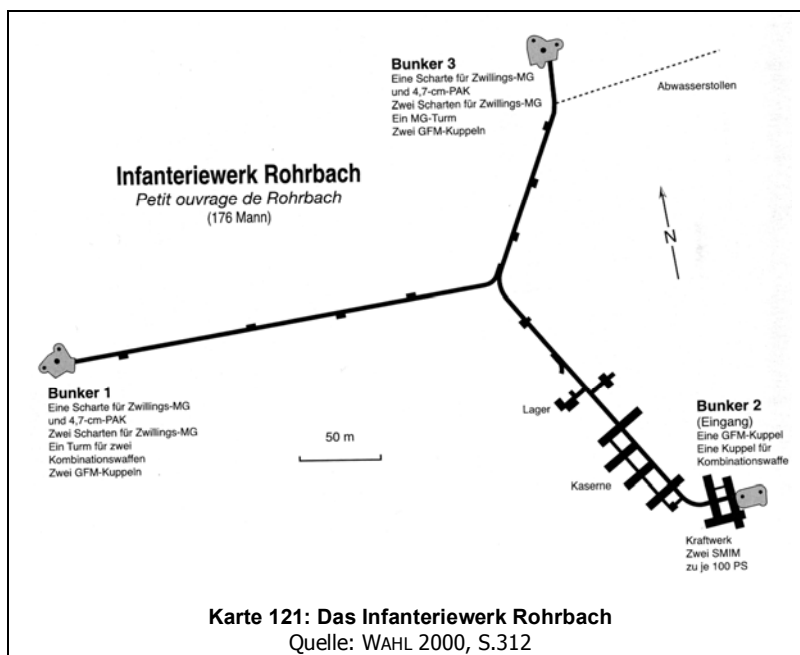 Bunker 3
Eine Scharte für Zwillings-MG
und 4,7-cm-PAK
Zwei Scharten für Zwillings-MG
Ein MG-Turm
Zwei GFM-Kuppeln
Abwasserstollen
Infanteriewerk Rohrbach
Petit ouvrage de Rohrbach
(176 Mann)
N
Bunker 1
Eine Scharte für Zwillings-MG
und 4,7-cm-PAK
Zwei Scharten für Zwillings-MG
Ein Turm für zwei
Kombinationswaffen
Zwei GFM-Kuppeln
50 m
Lager
Kaserne
Bunker 2
(Eingang)
Eine GFM-Kuppel
Eine Kuppel für
Kombinationswaffe
Kraftwerk
Zwei SMIM
zu je 100 PS
Karte 121: Das Infanteriewerk Rohrbach
Quelle: WAHL 2000, S.312